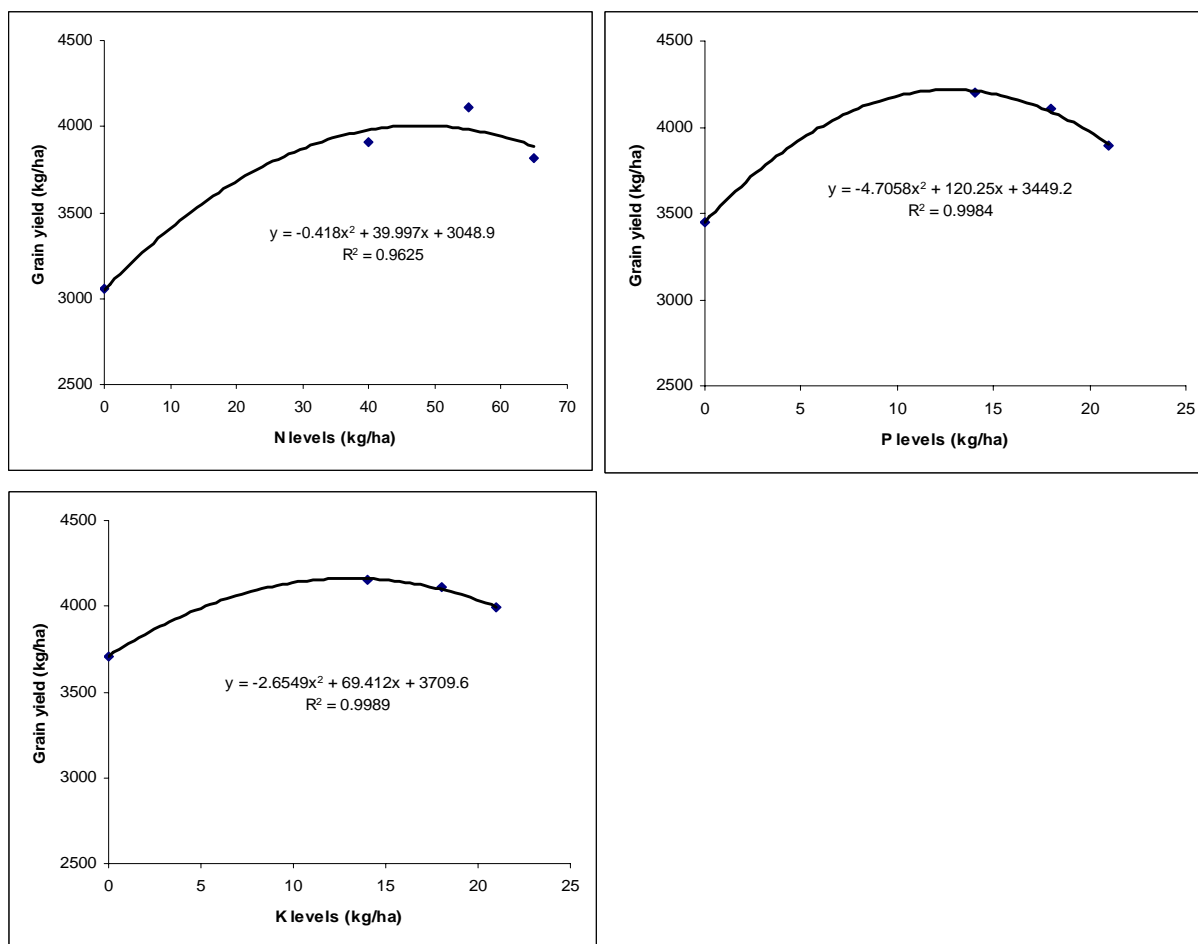 4500
4000
3500
3000
2500
Grain yield (kg/ha)
y = -0.418x² + 39.997x + 3048.9
R² = 0.9625
0 10 20 30 40 50 60 70
N levels (kg/ha)
4500
4000
3500
3000
2500
Grain yield (kg/ha)
y = -4.7058x² + 120.25x + 3449.2
R² = 0.9984
0 5 10 15 20 25
P levels (kg/ha)
4500
4000
3500
3000
2500
Grain yield (kg/ha)
y = -2.6549x² + 69.412x + 3709.6
R² = 0.9989
0 5 10 15 20 25
K levels (kg/ha)